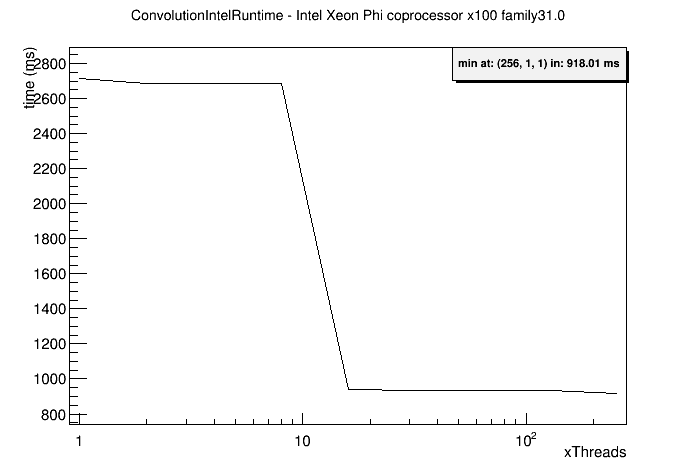 ConvolutionIntelRuntime - Intel Xeon Phi coprocessor x100 family31.0
time (ms)
min at: (256, 1, 1) in: 918.01 ms
2800
2600
2400
2200
2000
1800
1600
1400
1200
1000
800
1 10 10²
xThreads